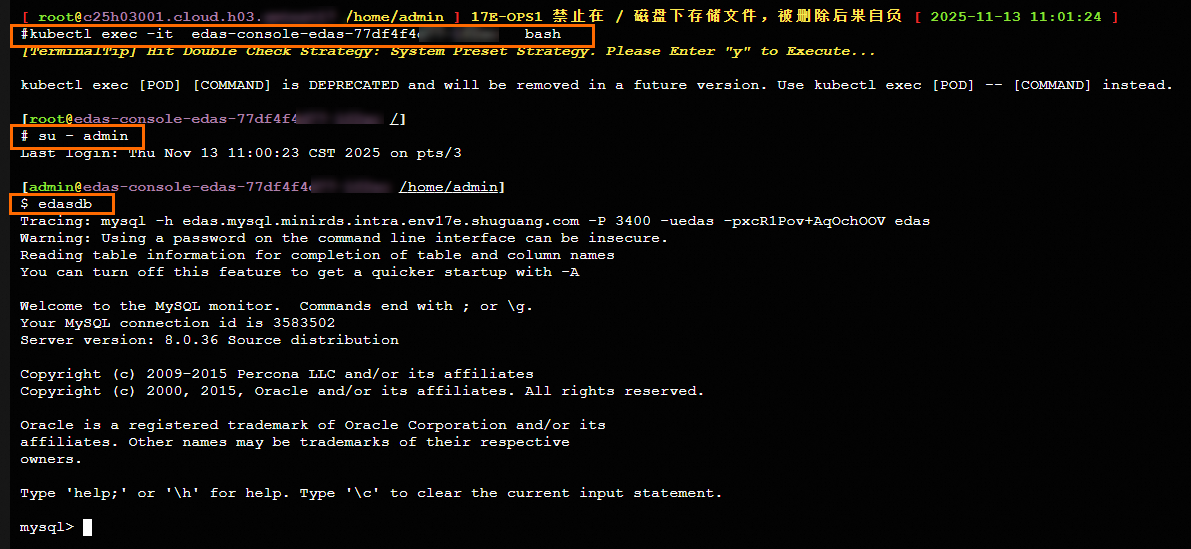 [ root@c25h03001.cloud.h03. /home/admin ] 17E-OPS1 禁止在 / 磁盘下存储文件，被删除后果自负 [ 2025-11-13 11:01:24 ]
#kubectl exec -it edas-console-edas-77df4f4 bash
[TerminalTip] Hit Double Check Strategy: System Preset Strategy. Please Enter "y" to Execute...
kubectl exec [POD] [COMMAND] is DEPRECATED and will be removed in a future version. Use kubectl exec [POD] -- [COMMAND] instead.
[root@edas-console-edas-77df4f4 /]
# su - admin
Last login: Thu Nov 13 11:00:23 CST 2025 on pts/3
[admin@edas-console-edas-77df4f4 /home/admin]
$ edasdb
Tracing: mysql -h edas.mysql.minirds.intra.env17e.shuguang.com -P 3400 -uedas -pxcR1Pov+AqOchOOV edas
Warning: Using a password on the command line interface can be insecure.
Reading table information for completion of table and column names
You can turn off this feature to get a quicker startup with -A
Welcome to the MySQL monitor.  Commands end with ; or \g.
Your MySQL connection id is 3583502
Server version: 8.0.36 Source distribution
Copyright (c) 2009-2015 Percona LLC and/or its affiliates
Copyright (c) 2000, 2015, Oracle and/or its affiliates. All rights reserved.
Oracle is a registered trademark of Oracle Corporation and/or its
affiliates. Other names may be trademarks of their respective
owners.
Type 'help;' or '\h' for help. Type '\c' to clear the current input statement.
mysql>